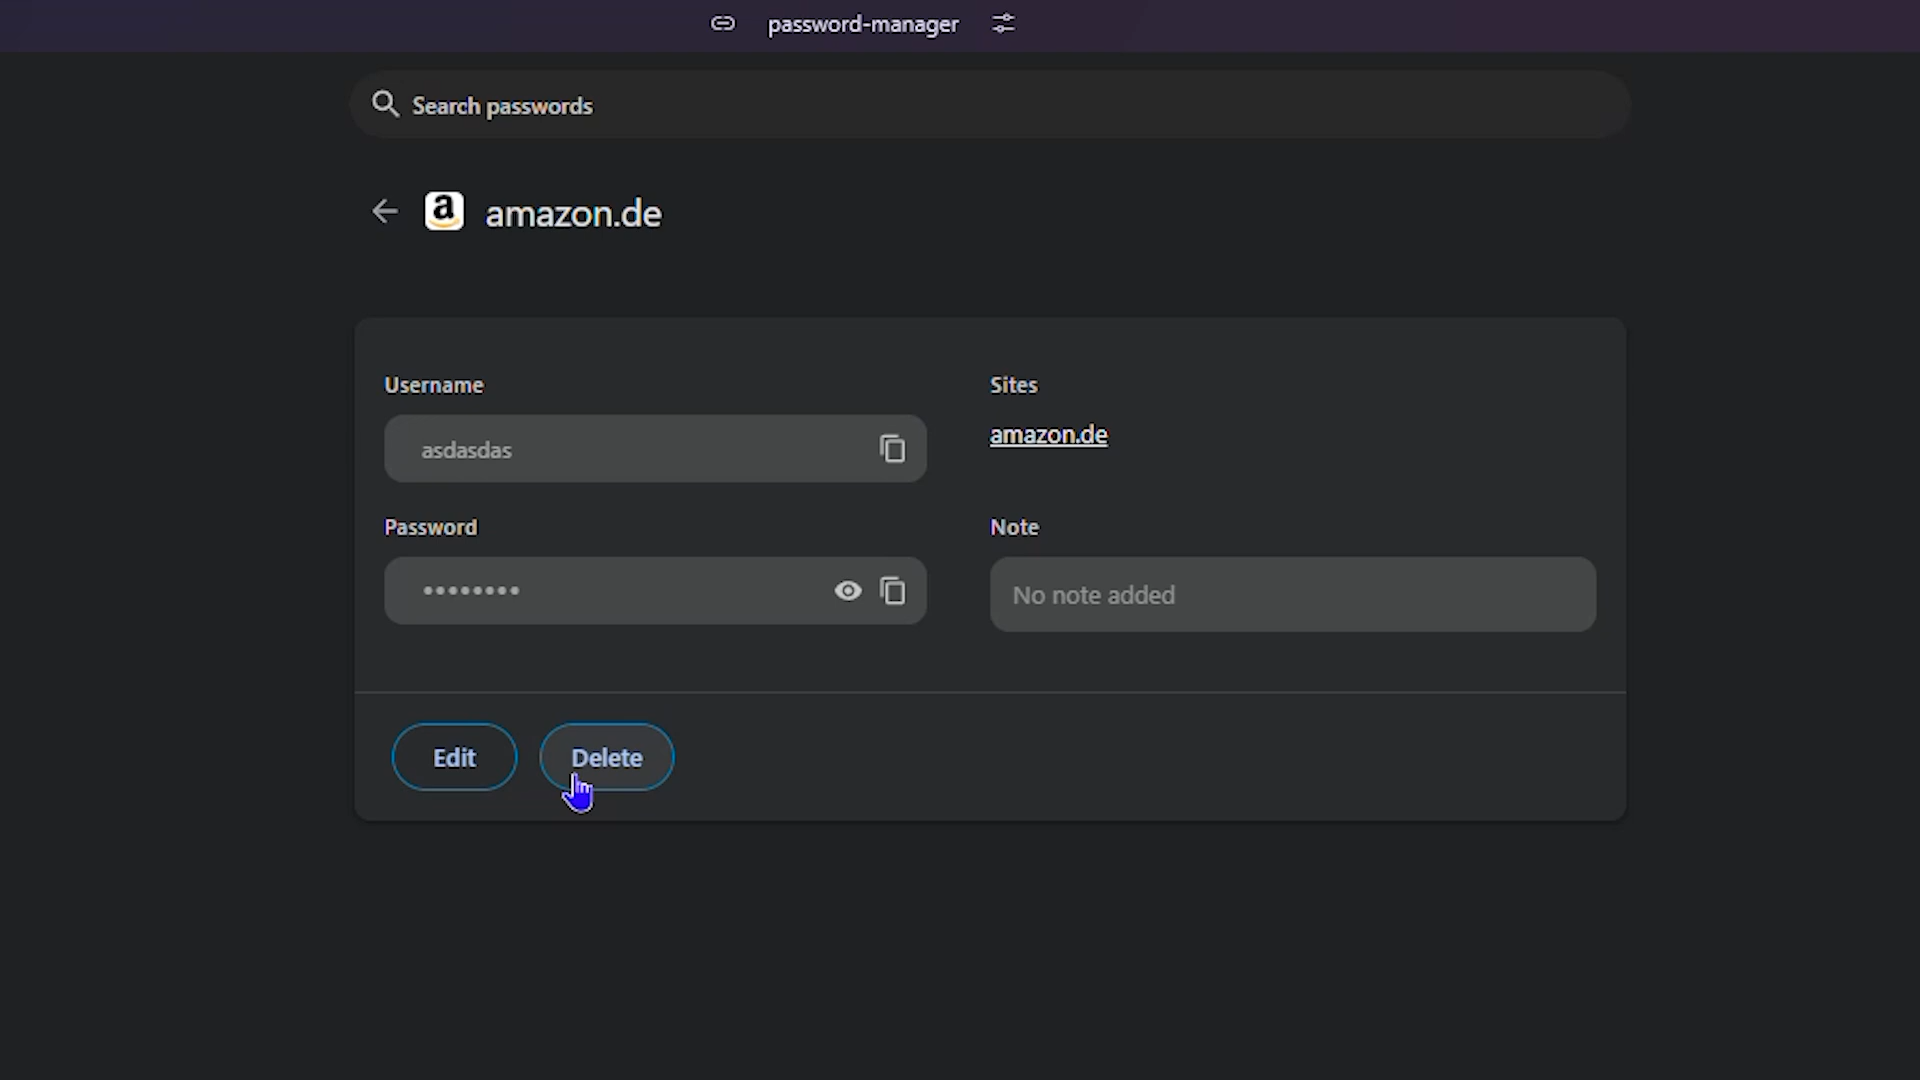 password-manager
Search passwords
amazon.de
Username
asdasdas
Sites
amazon.de
Password
••••••••
Note
No note added
Edit
Delete